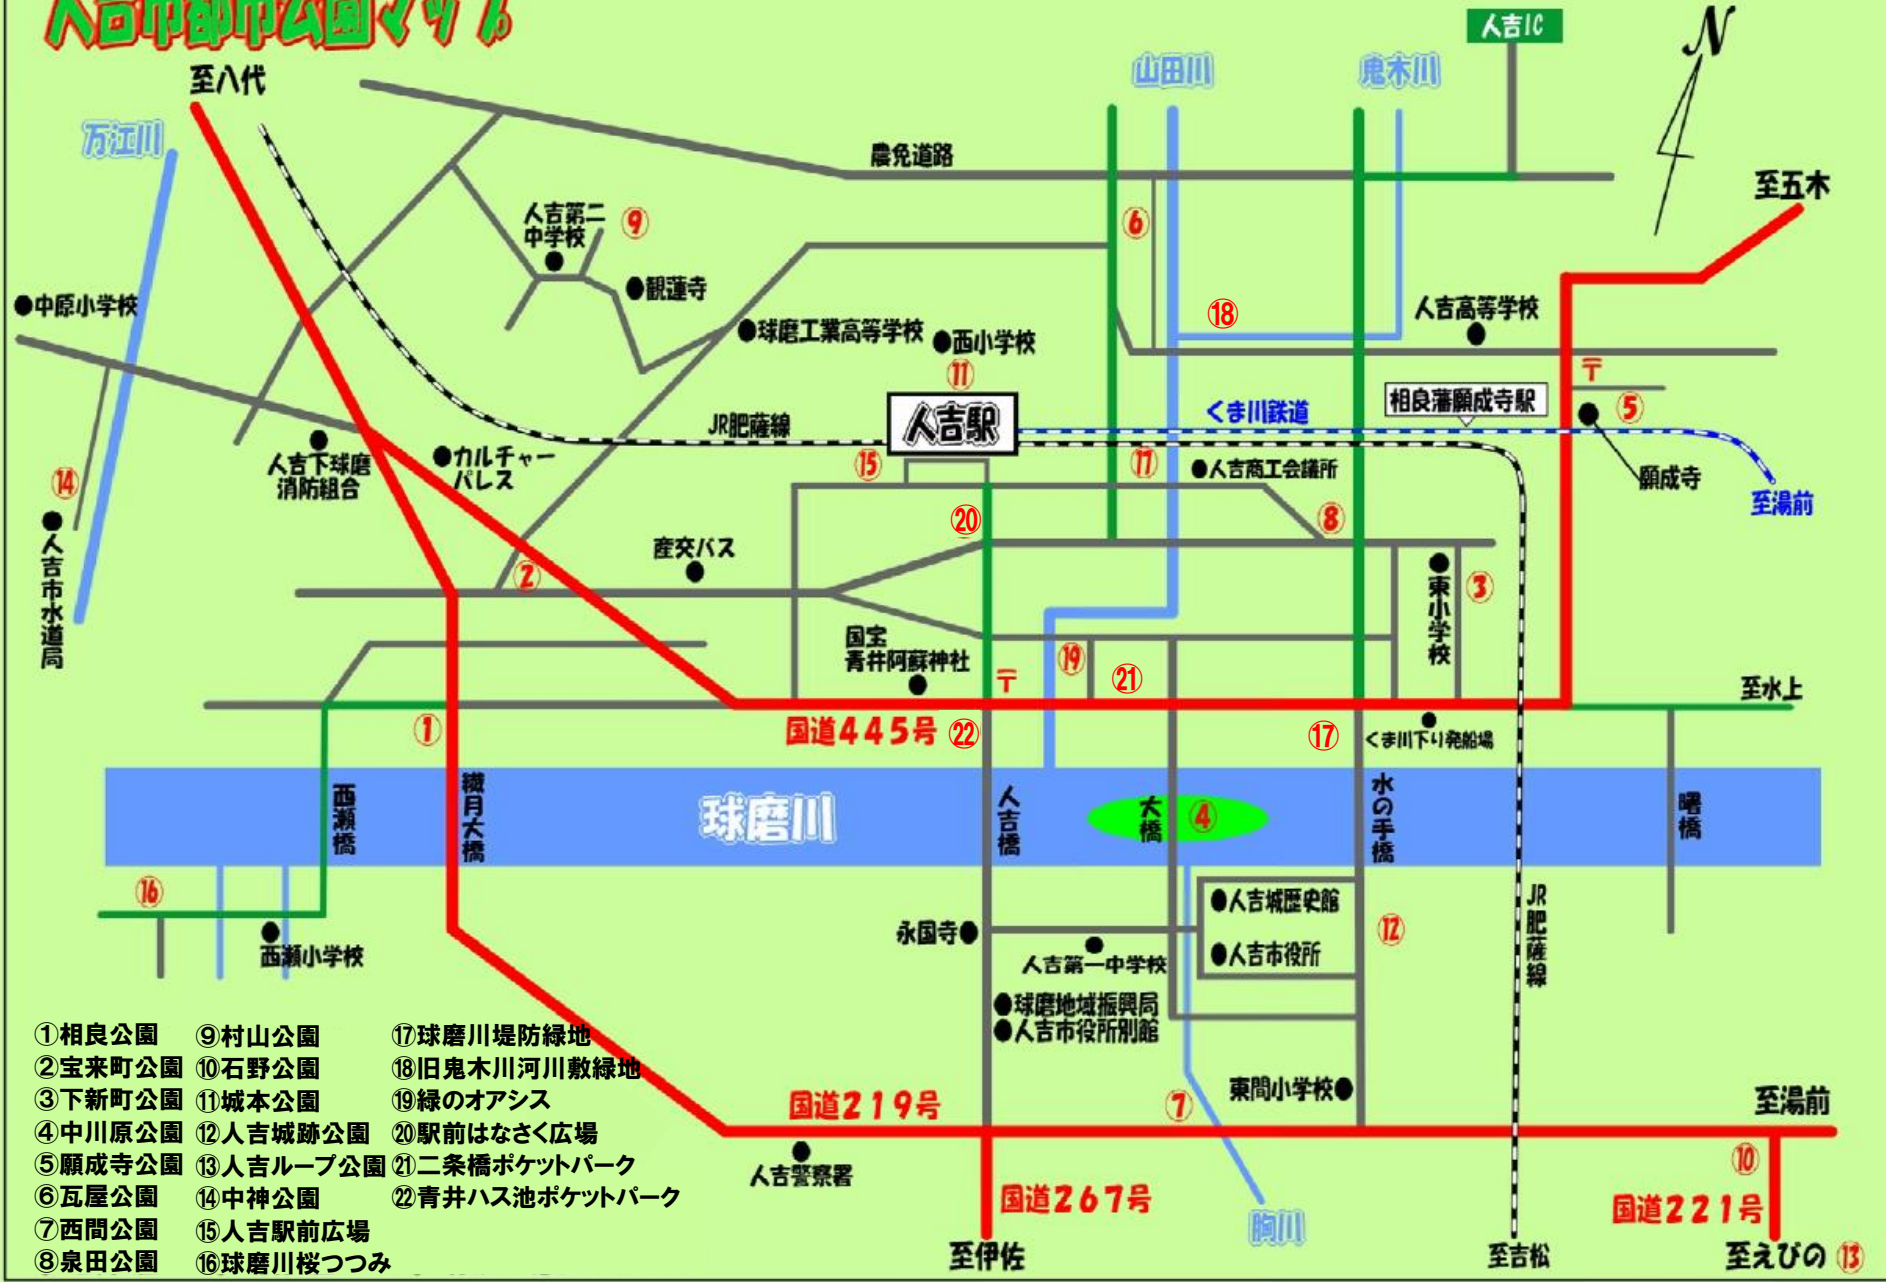 人吉市都市公園マップ
人吉IC
N
至八代
山田川
鬼木川
万江川
農免道路
至五木
人吉第二
中学校
⑨
⑥
観蓮寺
中原小学校
⑱
人吉高等学校
球磨工業高等学校
西小学校
⑪
〒
相良藩願成寺駅
⑤
人吉駅
くま川鉄道
JR肥薩線
カルチャー
パレス
人吉下球磨
消防組合
⑮
⑰
人吉商工会議所
願成寺
至湯前
⑭
人吉市水道局
⑳
⑧
産交バス
②
東小学校
③
国宝
青井阿蘇神社
〒
⑲
㉑
至水上
①
国道445号
㉒
⑰
くま川下り発船場
西瀬橋
繊月大橋
球磨川
人吉橋
大橋
④
水の手橋
曙橋
⑯
人吉城歴史館
西瀬小学校
永国寺
人吉第一中学校
人吉市役所
⑫
JR肥薩線
球磨地域振興局
人吉市役所別館
東間小学校
国道219号
⑦
至湯前
人吉警察署
⑩
国道267号
胸川
国道221号
至伊佐
至吉松
至えびの
⑬
①相良公園
②宝来町公園
③下新町公園
④中川原公園
⑤願成寺公園
⑥瓦屋公園
⑦西間公園
⑧泉田公園
⑨村山公園
⑩石野公園
⑪城本公園
⑫人吉城跡公園
⑬人吉ループ公園
⑭中神公園
⑮人吉駅前広場
⑯球磨川桜つつみ
⑰球磨川堤防緑地
⑱旧鬼木川河川敷緑地
⑲緑のオアシス
⑳駅前はなさく広場
㉑二条橋ポケットパーク
㉒青井ハス池ポケットパーク